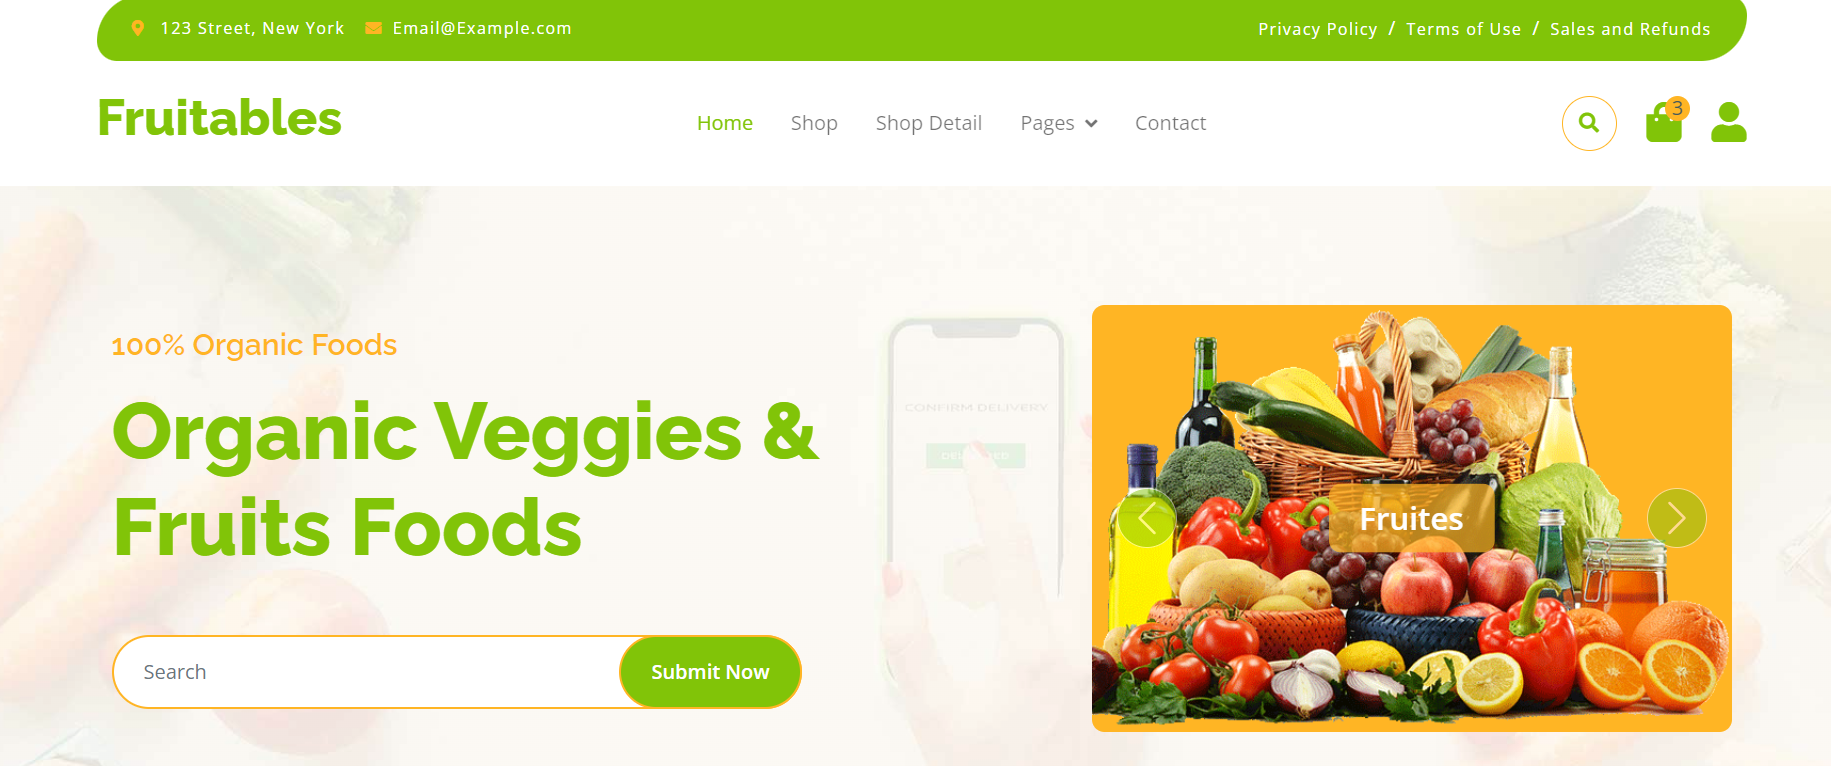 123 Street, New York Email@Example.com Privacy Policy / Terms of Use / Sales and Refunds
Fruitables Home Shop Shop Detail Pages Contact 3
100% Organic Foods
Organic Veggies &
Fruits Foods
CONFIRM DELIVERY
Fruites
Search Submit Now